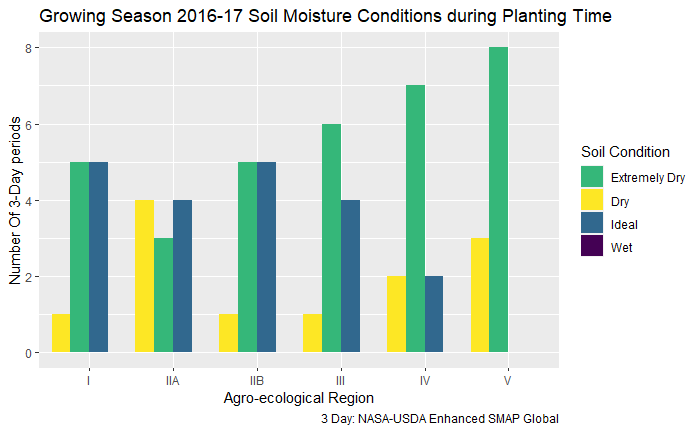 Growing Season 2016-17 Soil Moisture Conditions during Planting Time
Number Of 3-Day periods
8
6
4
2
0
I
IIA
IIB
III
IV
V
Agro-ecological Region
3 Day: NASA-USDA Enhanced SMAP Global
Soil Condition
Extremely Dry
Dry
Ideal
Wet